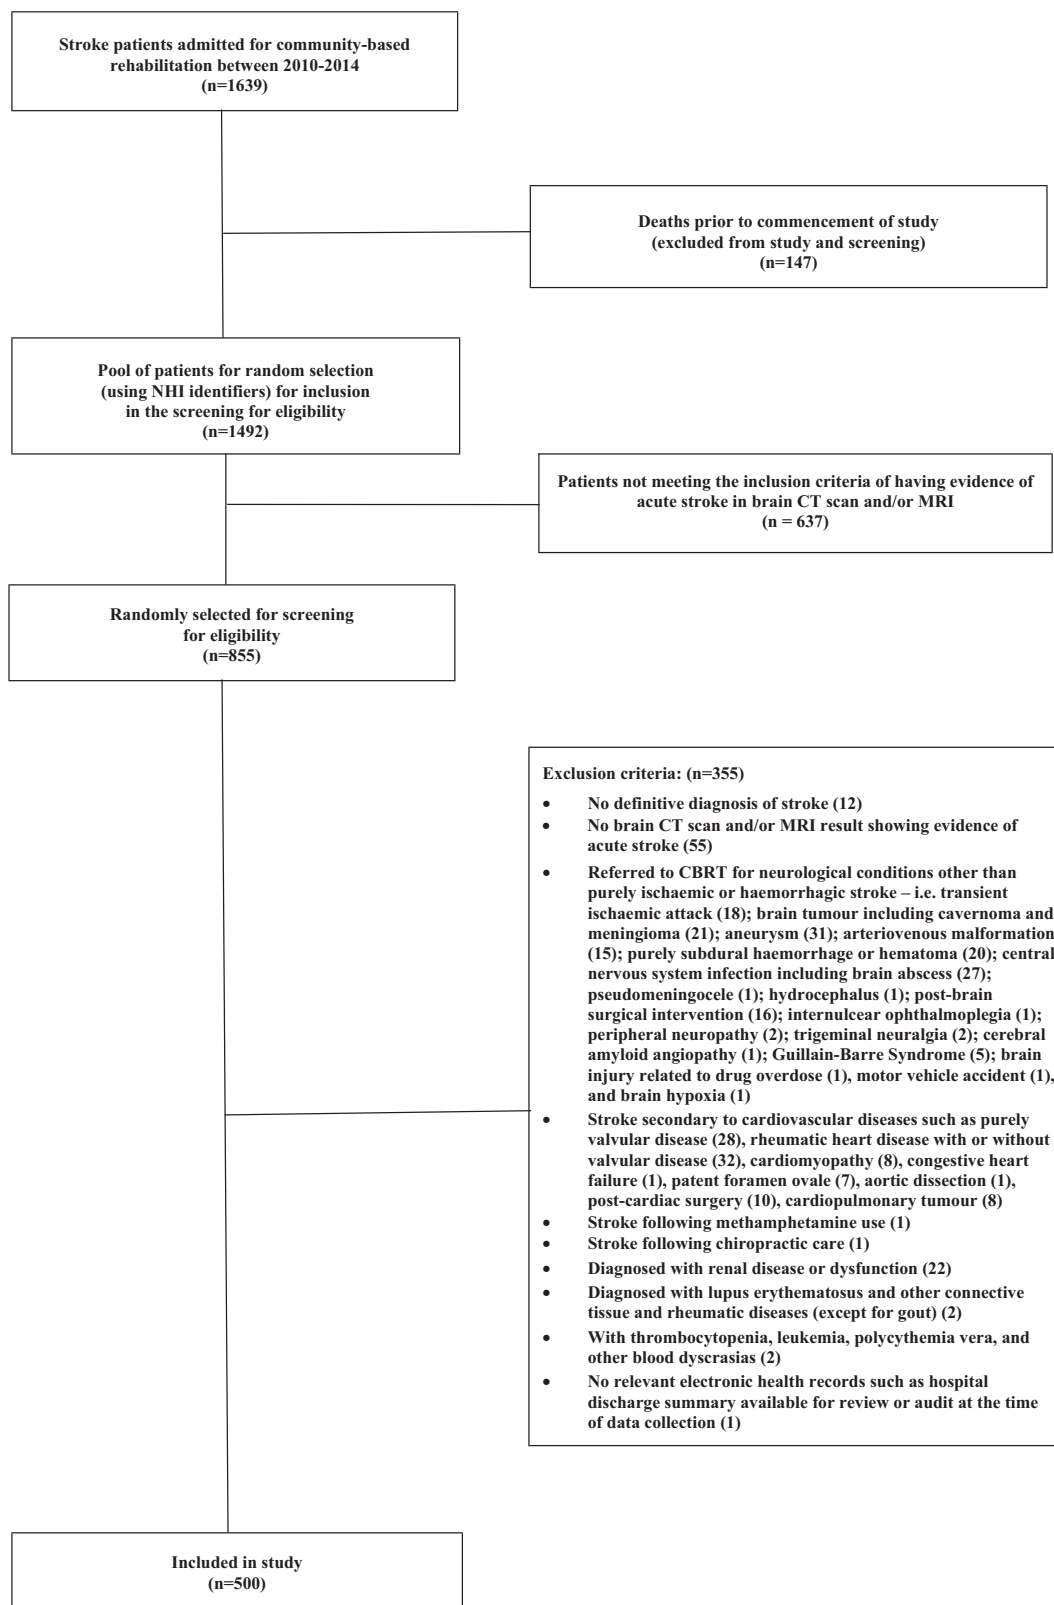 Stroke patients admitted for community-based
rehabilitation between 2010-2014
(n=1639)
Deaths prior to commencement of study
(excluded from study and screening)
(n=147)
Pool of patients for random selection
(using NHI identifiers) for inclusion
in the screening for eligibility
(n=1492)
Patients not meeting the inclusion criteria of having evidence of
acute stroke in brain CT scan and/or MRI
(n = 637)
Randomly selected for screening
for eligibility
(n=855)
Exclusion criteria: (n=355)
• No definitive diagnosis of stroke (12)
• No brain CT scan and/or MRI result showing evidence of
acute stroke (55)
• Referred to CBRT for neurological conditions other than
purely ischaemic or haemorrhagic stroke – i.e. transient
ischaemic attack (18); brain tumour including cavernoma and
meningioma (21); aneurysm (31); arteriovenous malformation
(15); purely subdural haemorrhage or hematoma (20); central
nervous system infection including brain abscess (27);
pseudomeningocele (1); hydrocephalus (1); post-brain
surgical intervention (16); internulcear ophthalmoplegia (1);
peripheral neuropathy (2); trigeminal neuralgia (2); cerebral
amyloid angiopathy (1); Guillain-Barre Syndrome (5); brain
injury related to drug overdose (1), motor vehicle accident (1),
and brain hypoxia (1)
• Stroke secondary to cardiovascular diseases such as purely
valvular disease (28), rheumatic heart disease with or without
valvular disease (32), cardiomyopathy (8), congestive heart
failure (1), patent foramen ovale (7), aortic dissection (1),
post-cardiac surgery (10), cardiopulmonary tumour (8)
• Stroke following methamphetamine use (1)
• Stroke following chiropractic care (1)
• Diagnosed with renal disease or dysfunction (22)
• Diagnosed with lupus erythematosus and other connective
tissue and rheumatic diseases (except for gout) (2)
• With thrombocytopenia, leukemia, polycythemia vera, and
other blood dyscrasias (2)
• No relevant electronic health records such as hospital
discharge summary available for review or audit at the time
of data collection (1)
Included in study
(n=500)